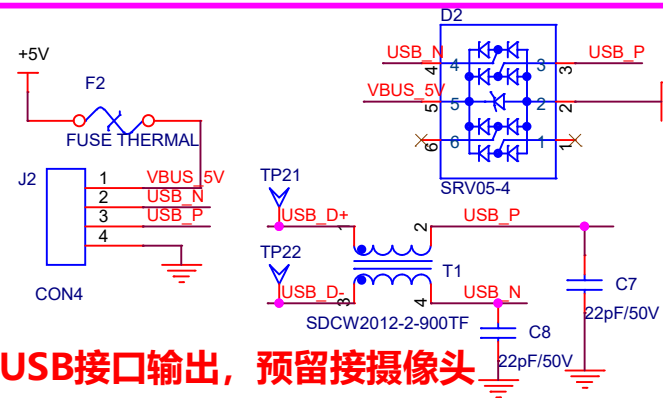 D2
+5V
USB_N
4
4
3
3
USB_P
F2
VBUS_5V
5
5
2
2
FUSE THERMAL
6
6
1
1
J2
SRV05-4
1
VBUS_5V
2
USB_N
3
USB_P
4
CON4
TP21
USB_D+
1
2
USB_P
TP22
T1
USB_D-
3
4
USB_N
C7
22pF/50V
SDCW2012-2-900TF
C8
22pF/50V
USB接口输出，预留接摄像头